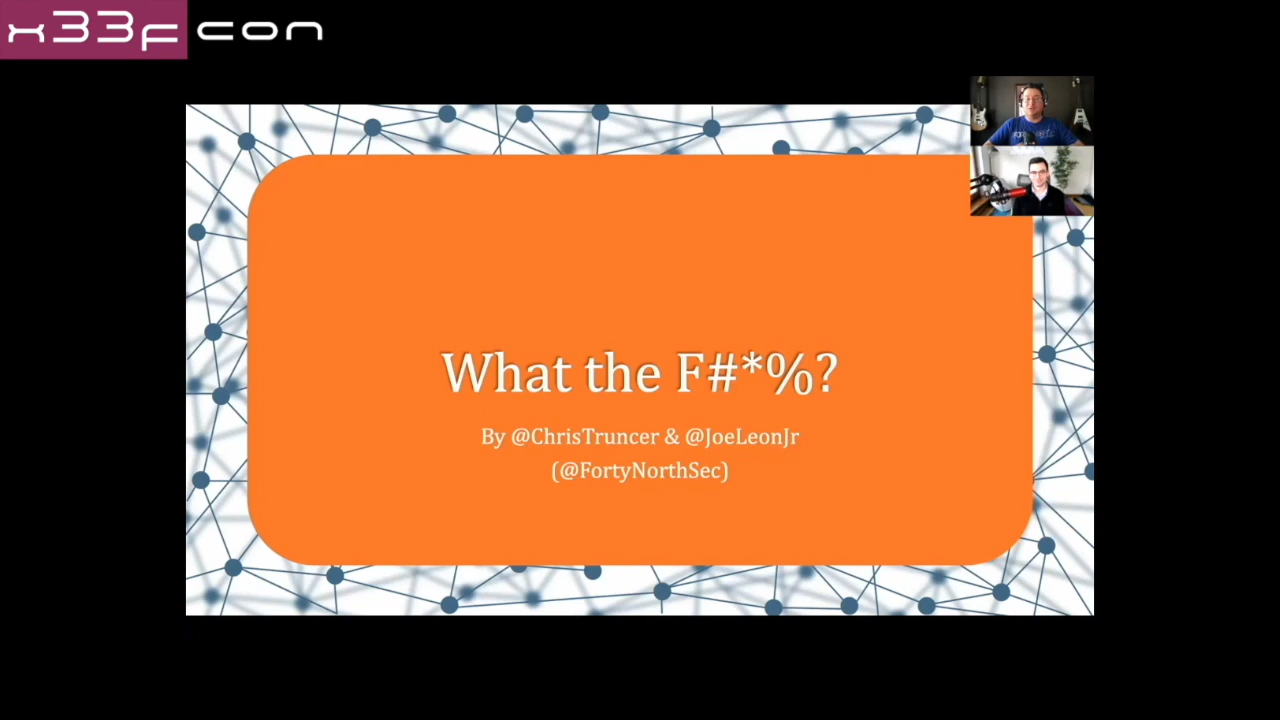 x33fcon
What the F#*%?
By @ChrisTruncer & @JoeLeonJr
(@FortyNorthSec)